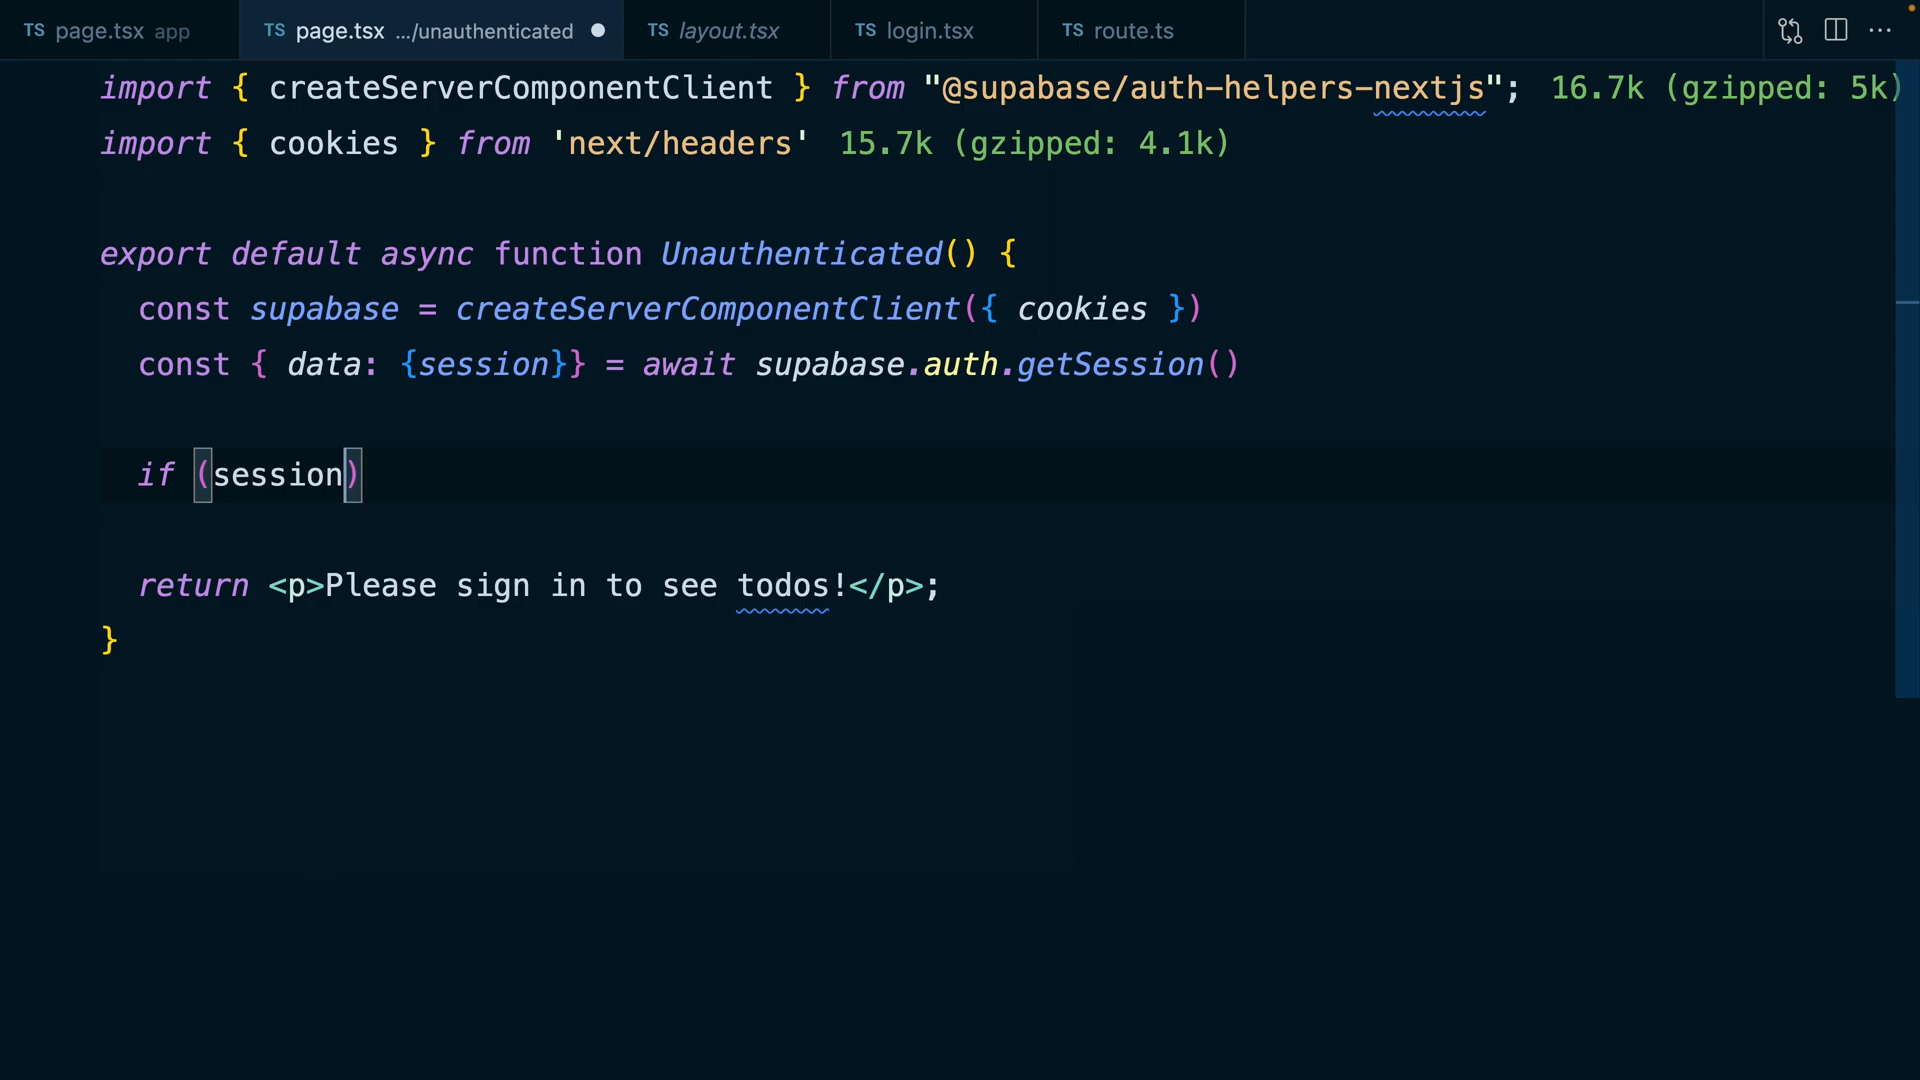 TS page.tsx app TS page.tsx .../unauthenticated TS layout.tsx TS login.tsx TS route.ts
import { createServerComponentClient } from "@supabase/auth-helpers-nextjs"; 16.7k (gzipped: 5k)
import { cookies } from 'next/headers' 15.7k (gzipped: 4.1k)
export default async function Unauthenticated() {
const supabase = createServerComponentClient({ cookies })
const { data: {session}} = await supabase.auth.getSession()
if (session)
return <p>Please sign in to see todos!</p>;
}